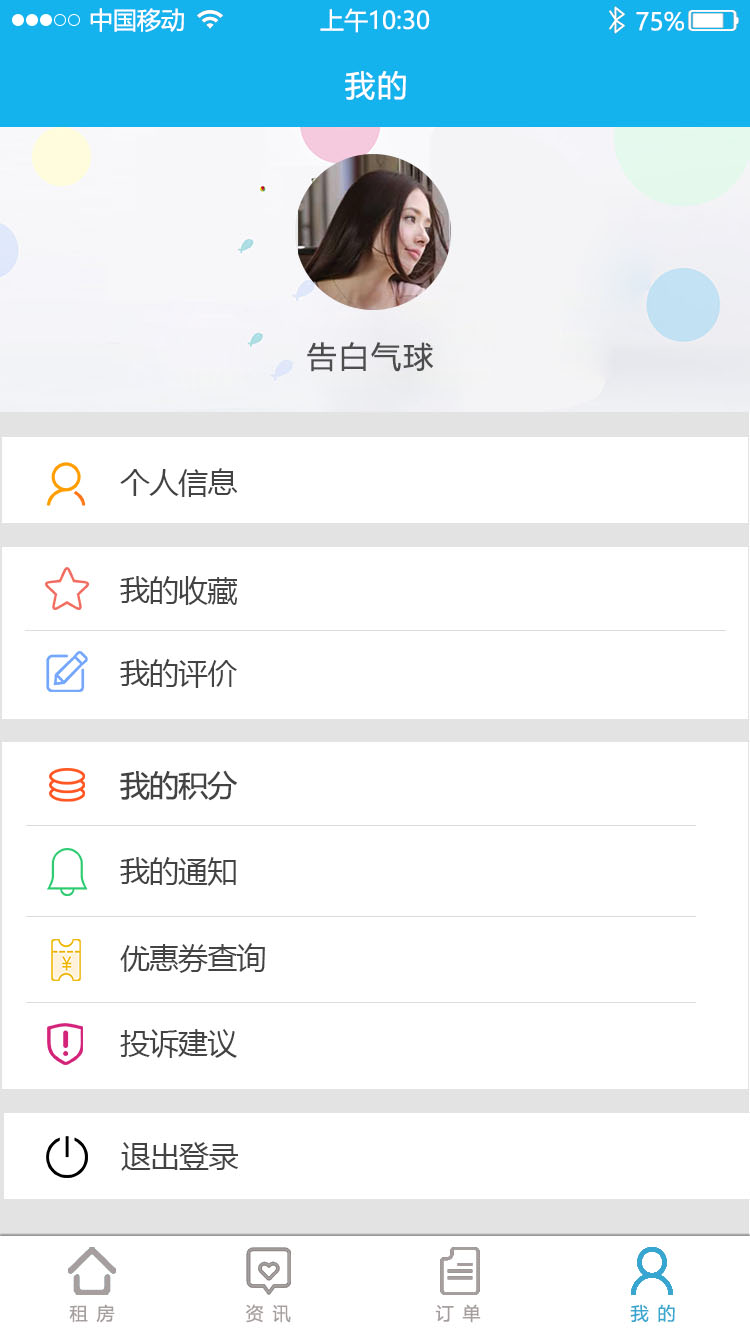 中国移动 上午10:30 75%
我的
告白气球
个人信息
我的收藏
我的评价
我的积分
我的通知
¥ 优惠券查询
投诉建议
退出登录
租房 资讯 订单 我的